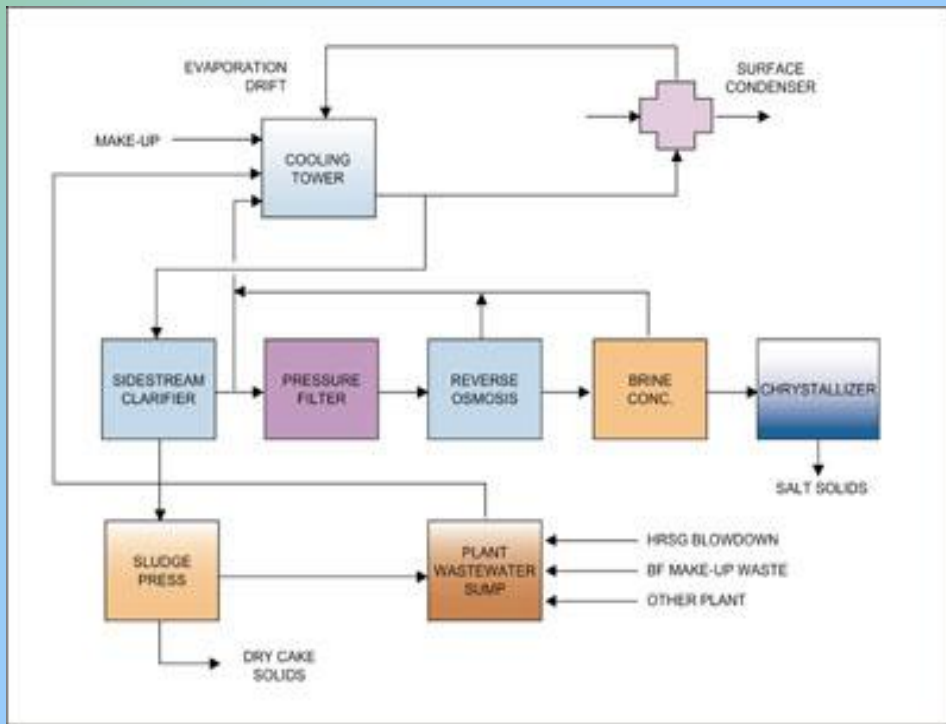 EVAPORATION
DRIFT
SURFACE
CONDENSER
MAKE-UP
COOLING
TOWER
SIDESTREAM
CLARIFIER
PRESSURE
FILTER
REVERSE
OSMOSIS
BRINE
CONC.
CHRYSTALLIZER
SALT SOLIDS
SLUDGE
PRESS
PLANT
WASTEWATER
SUMP
HRSG BLOWDOWN
BF MAKE-UP WASTE
OTHER PLANT
DRY CAKE
SOLIDS